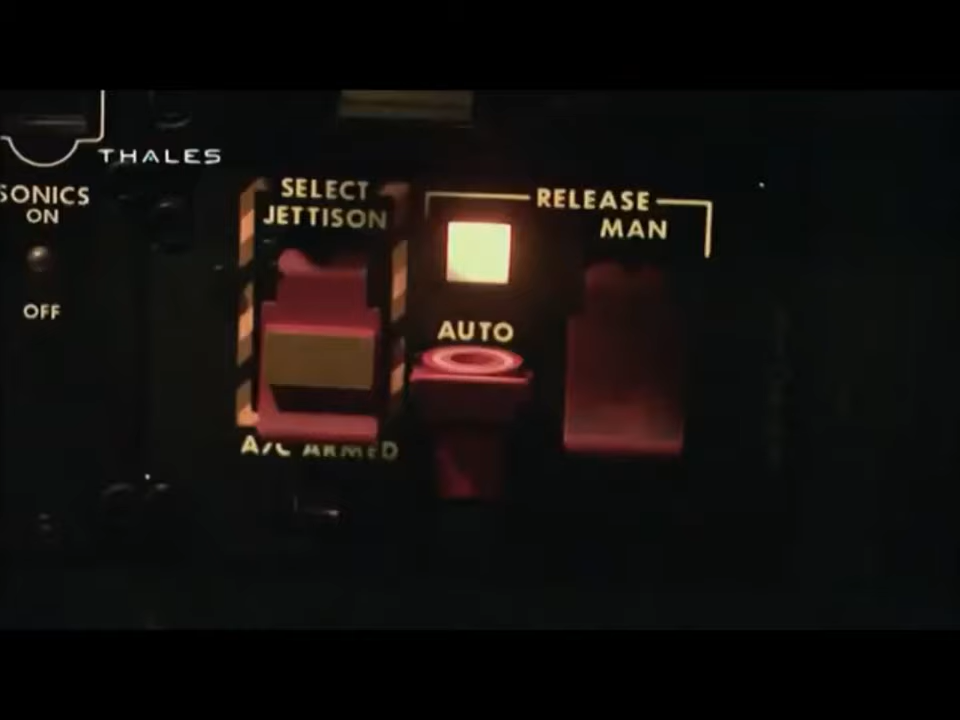 THALES
SONICS
ON
OFF
SELECT
JETTISON
A/C ARMED
RELEASE
MAN
AUTO